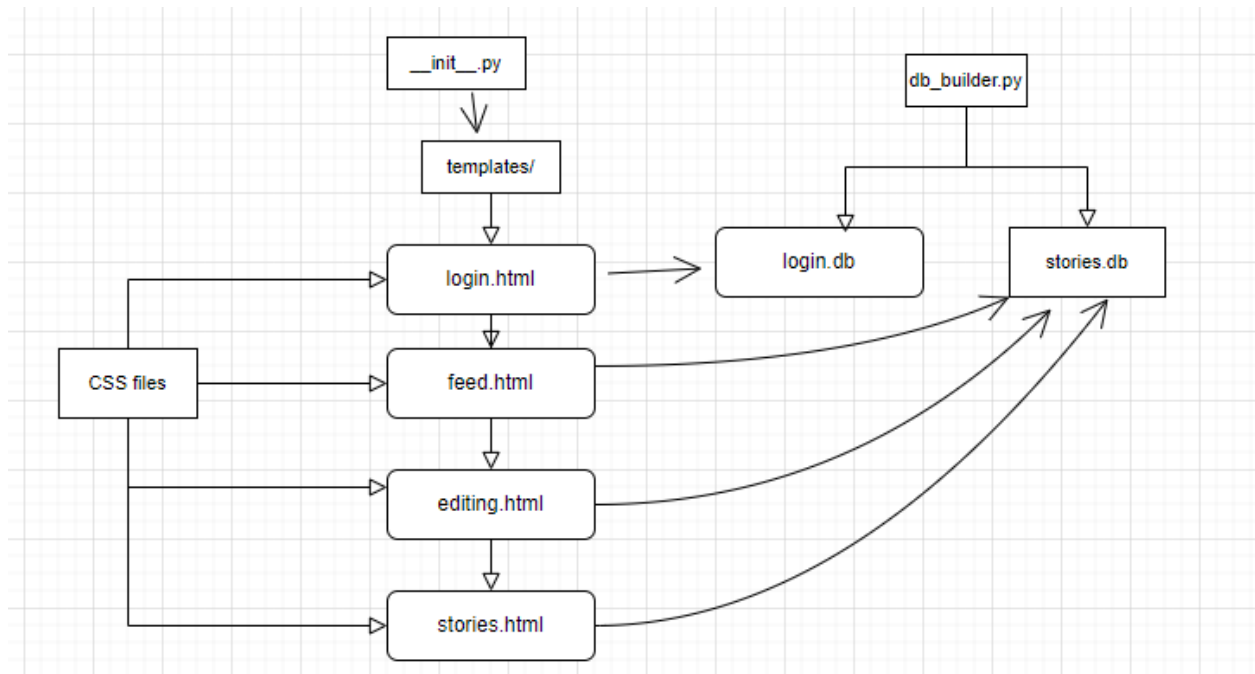 __init__.py
db_builder.py
templates/
login.html
login.db
stories.db
CSS files
feed.html
editing.html
stories.html